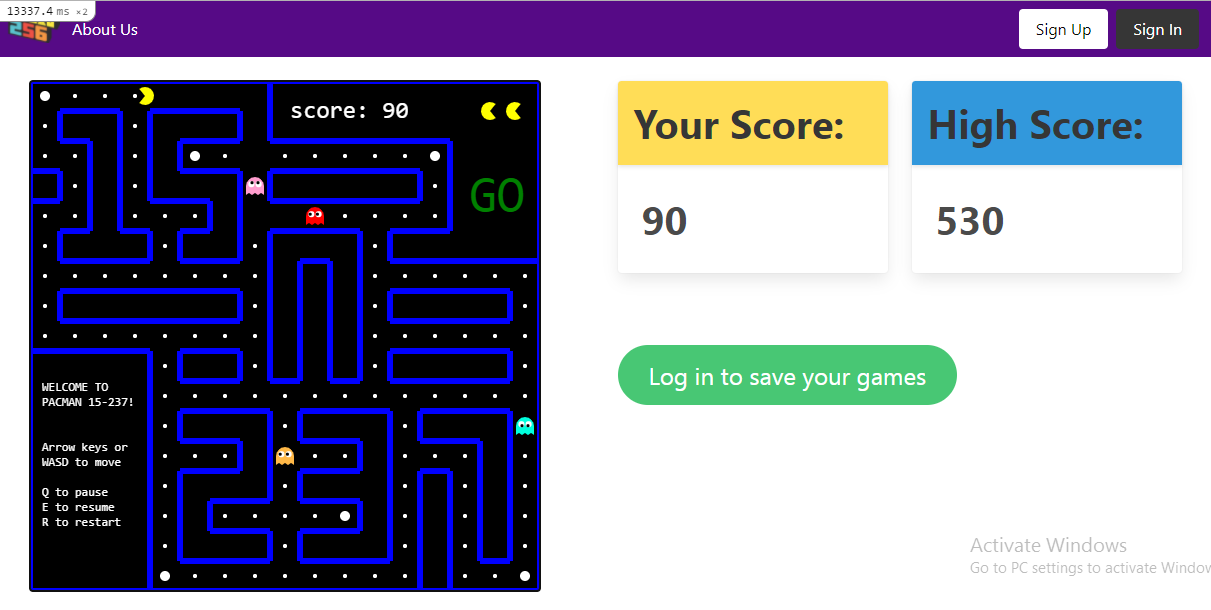 13337.4 ms ×2
256
About Us
Sign Up
Sign In
score: 90
GO
WELCOME TO
PACMAN 15-237!
Arrow keys or
WASD to move
Q to pause
E to resume
R to restart
Your Score:
90
High Score:
530
Log in to save your games
Activate Windows
Go to PC settings to activate Window